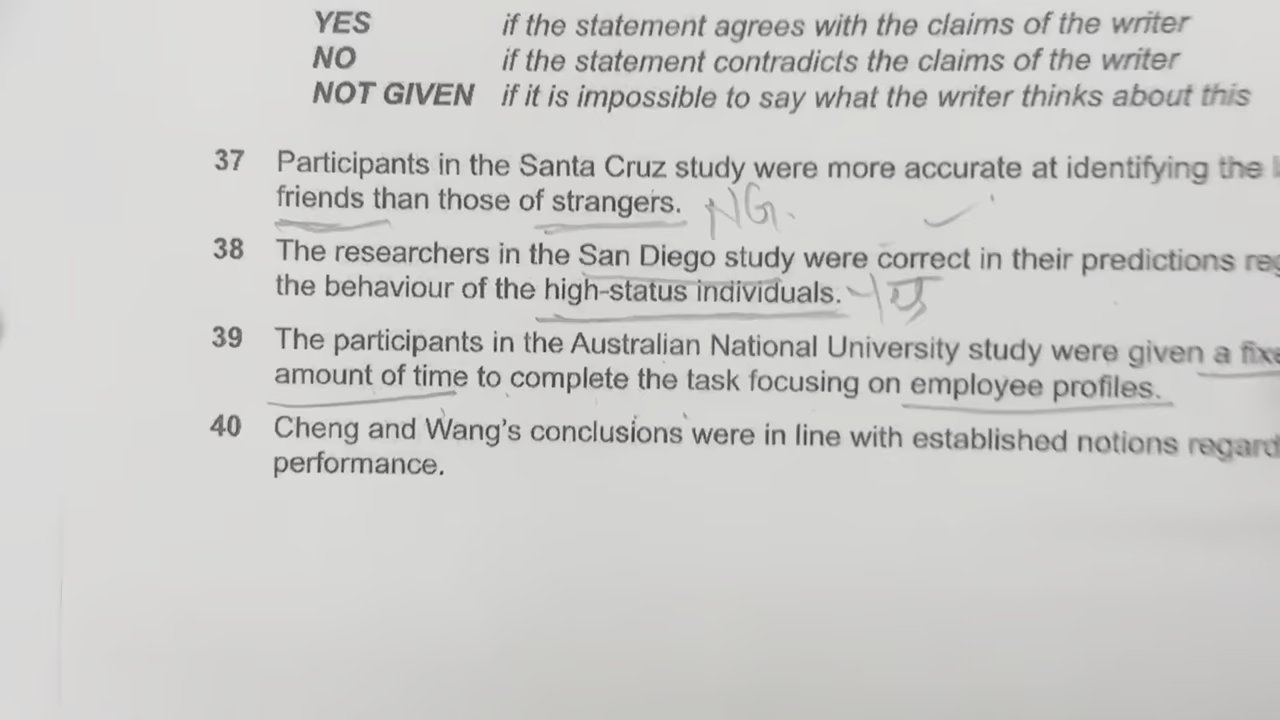 YES if the statement agrees with the claims of the writer
NO if the statement contradicts the claims of the writer
NOT GIVEN if it is impossible to say what the writer thinks about this
37 Participants in the Santa Cruz study were more accurate at identifying the
friends than those of strangers. NG.
38 The researchers in the San Diego study were correct in their predictions reg
the behaviour of the high-status individuals.
39 The participants in the Australian National University study were given a fixe
amount of time to complete the task focusing on employee profiles.
40 Cheng and Wang's conclusions were in line with established notions regard
performance.